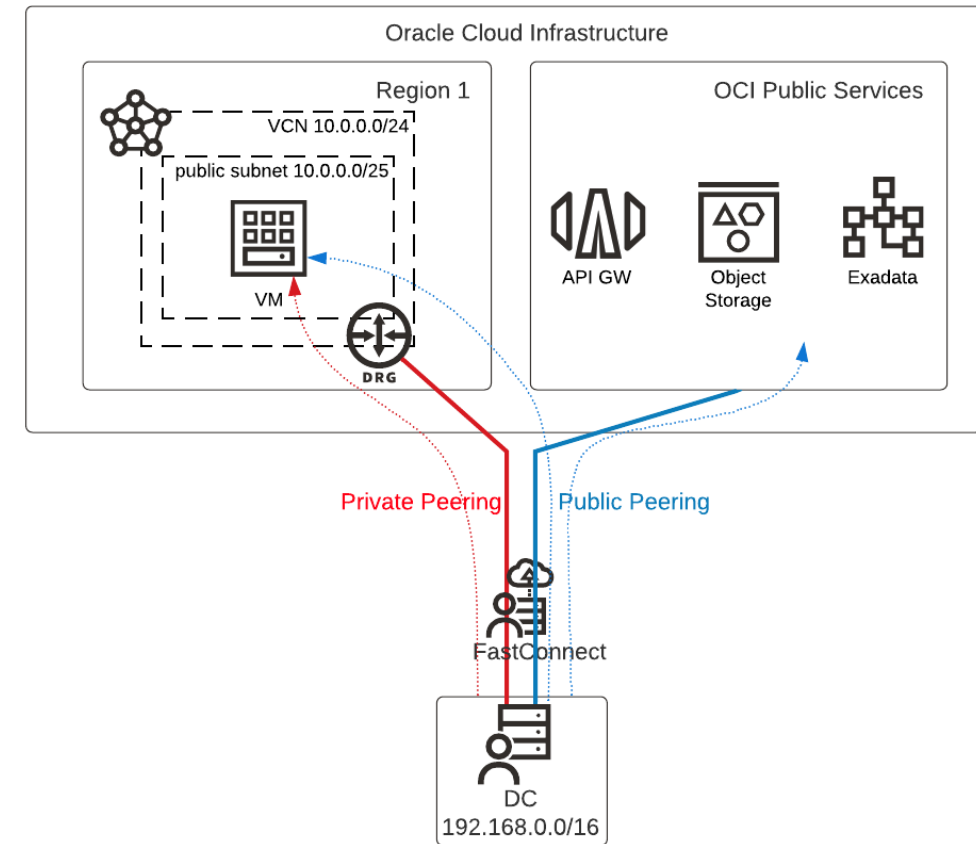 Oracle Cloud Infrastructure
Region 1
VCN 10.0.0.0/24
public subnet 10.0.0.0/25
VM
DRG
OCI Public Services
API GW
Object
Storage
Exadata
Private Peering
Public Peering
FastConnect
DC
192.168.0.0/16